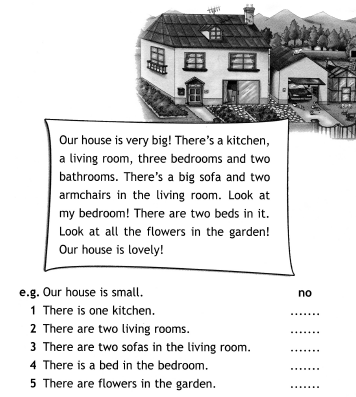 Our house is very big! There's a kitchen,
a living room, three bedrooms and two
bathrooms. There's a big sofa and two
armchairs in the living room. Look at
my bedroom! There are two beds in it.
Look at all the flowers in the garden!
Our house is lovely!
e.g. Our house is small. no
1 There is one kitchen. .......
2 There are two living rooms. .......
3 There are two sofas in the living room. .......
4 There is a bed in the bedroom. .......
5 There are flowers in the garden. .......